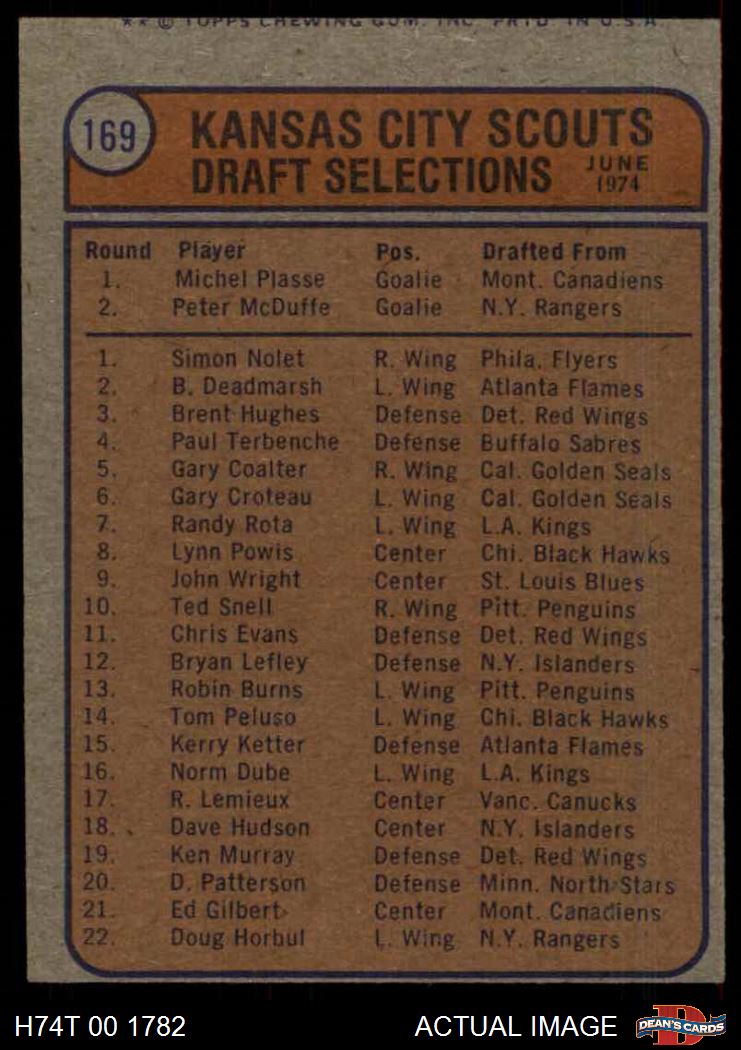 ★★ © TOPPS CHEWING GUM, INC. PRTD IN U.S.A.
169
KANSAS CITY SCOUTS
DRAFT SELECTIONS JUNE 1974
Round Player Pos. Drafted From
1. Michel Plasse Goalie Mont. Canadiens
2. Peter McDuffe Goalie N.Y. Rangers
1. Simon Nolet R. Wing Phila. Flyers
2. B. Deadmarsh L. Wing Atlanta Flames
3. Brent Hughes Defense Det. Red Wings
4. Paul Terbenche Defense Buffalo Sabres
5. Gary Coalter R. Wing Cal. Golden Seals
6. Gary Croteau L. Wing Cal. Golden Seals
7. Randy Rota L. Wing L.A. Kings
8. Lynn Powis Center Chi. Black Hawks
9. John Wright Center St. Louis Blues
10. Ted Snell R. Wing Pitt. Penguins
11. Chris Evans Defense Det. Red Wings
12. Bryan Lefley Defense N.Y. Islanders
13. Robin Burns L. Wing Pitt. Penguins
14. Tom Peluso L. Wing Chi. Black Hawks
15. Kerry Ketter Defense Atlanta Flames
16. Norm Dube L. Wing L.A. Kings
17. R. Lemieux Center Vanc. Canucks
18. Dave Hudson Center N.Y. Islanders
19. Ken Murray Defense Det. Red Wings
20. D. Patterson Defense Minn. North Stars
21. Ed Gilbert Center Mont. Canadiens
22. Doug Horbul L. Wing N.Y. Rangers
H74T 00 1782 ACTUAL IMAGE DEAN'S CARDS